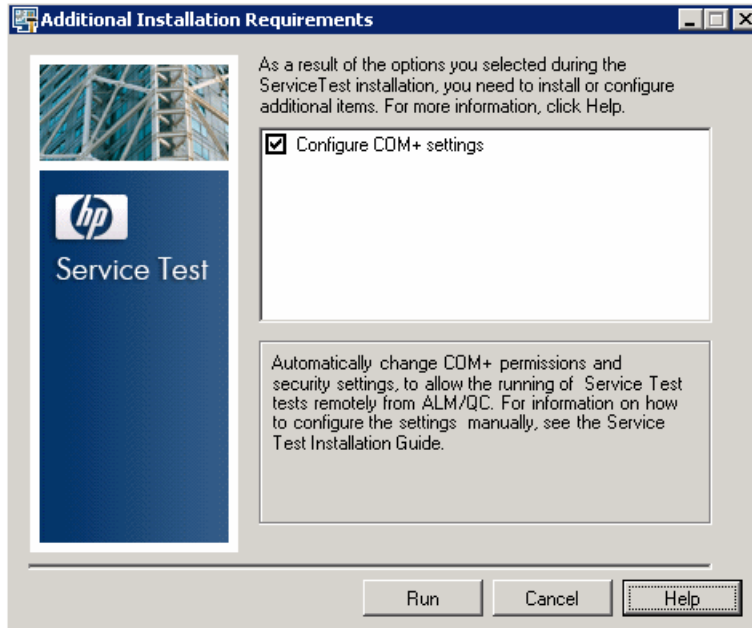 Additional Installation Requirements
As a result of the options you selected during the
ServiceTest installation, you need to install or configure
additional items. For more information, click Help.
Configure COM+ settings
hp
Service Test
Automatically change COM+ permissions and
security settings, to allow the running of Service Test
tests remotely from ALM/QC. For information on how
to configure the settings manually, see the Service
Test Installation Guide.
Run
Cancel
Help